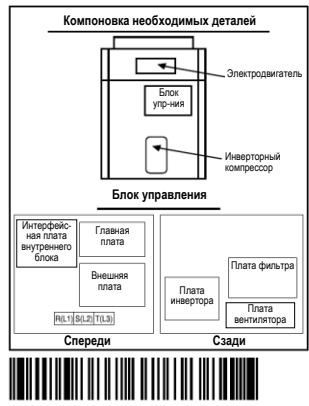 Компоновка необходимых деталей
Электродвигатель
Блок
упр-ния
Инверторный
компрессор
Блок управления
Интерфейс-
ная плата
внутреннего
блока
Главная
плата
Внешняя
плата
R(L1) S(L2) T(L3)
Плата
инвертора
Плата фильтра
Плата
вентилятора
Спереди
Сзади